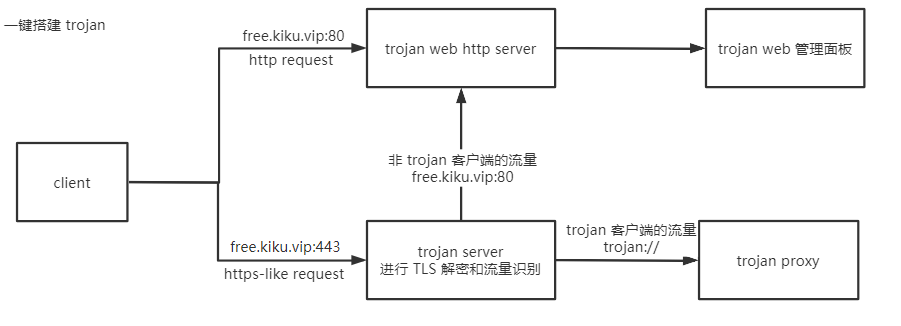 一键搭建 trojan
free.kiku.vip:80
http request
trojan web http server
trojan web 管理面板
client
非 trojan 客户端的流量
free.kiku.vip:80
free.kiku.vip:443
https-like request
trojan server
进行 TLS 解密和流量识别
trojan 客户端的流量
trojan://
trojan proxy